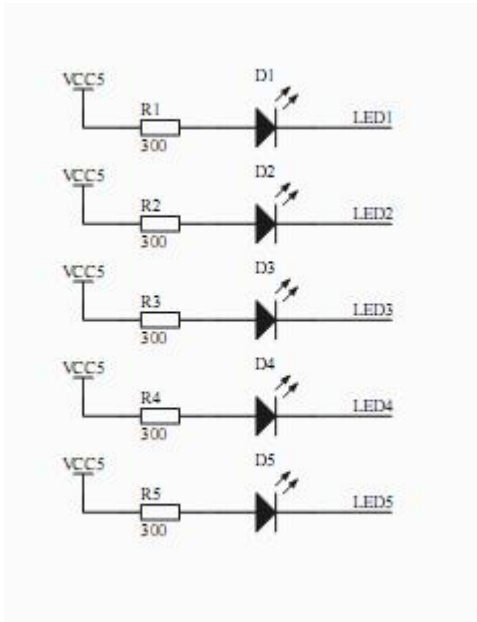 D1
VCC5
R1
LED1
300
D2
VCC5
R2
LED2
300
D3
VCC5
R3
LED3
300
D4
VCC5
R4
LED4
300
D5
VCC5
R5
LED5
300